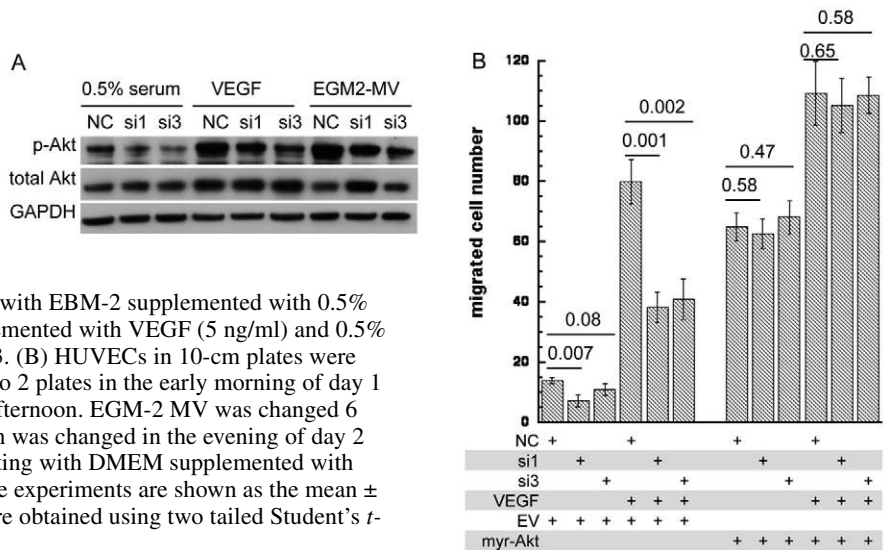 A
0.5% serum VEGF EGM2-MV
NC si1 si3 NC si1 si3 NC si1 si3
p-Akt
total Akt
GAPDH
with EBM-2 supplemented with 0.5%
emented with VEGF (5 ng/ml) and 0.5%
3. (B) HUVECs in 10-cm plates were
o 2 plates in the early morning of day 1
fternoon. EGM-2 MV was changed 6
n was changed in the evening of day 2
ting with DMEM supplemented with
e experiments are shown as the mean ±
re obtained using two tailed Student's t-
B
migrated cell number
120
100
80
60
40
20
0
0.007
0.08
0.001
0.002
0.58
0.47
0.65
0.58
NC + + + +
si1 + + + +
si3 + + + +
VEGF + + + + + +
EV + + + + + +
myr-Akt + + + + + +